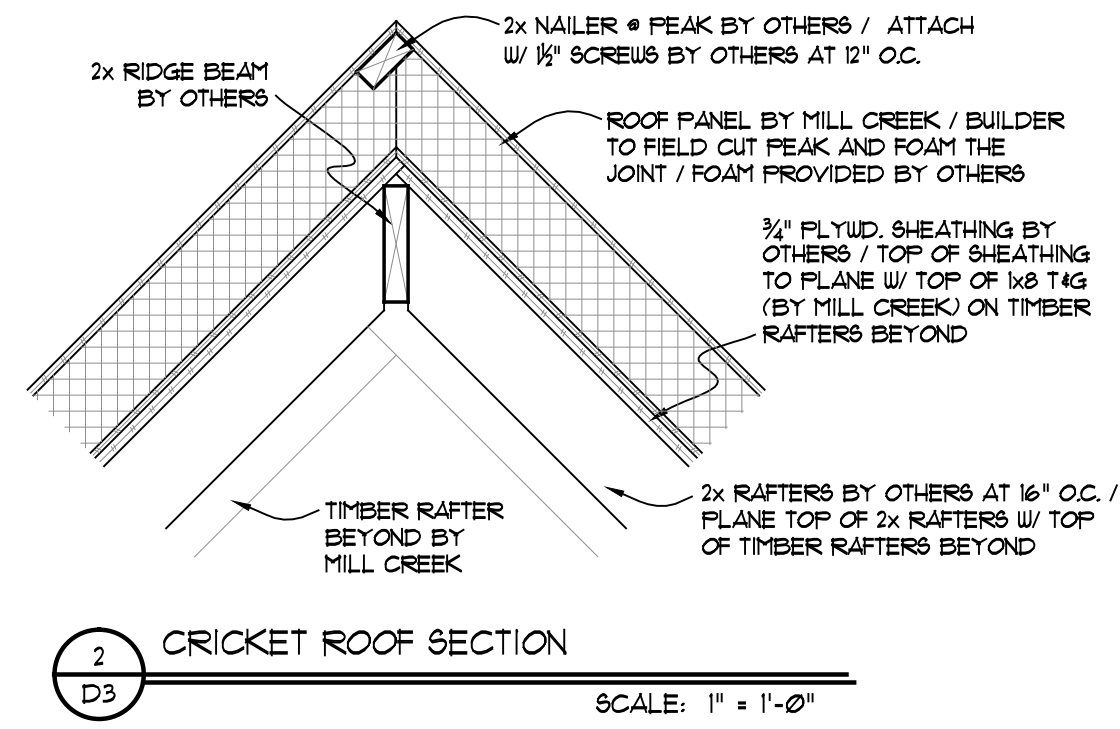 2x NAILER @ PEAK BY OTHERS / ATTACH
W/ 1½" SCREWS BY OTHERS AT 12" O.C.
2x RIDGE BEAM
BY OTHERS
ROOF PANEL BY MILL CREEK / BUILDER
TO FIELD CUT PEAK AND FOAM THE
JOINT / FOAM PROVIDED BY OTHERS
¾" PLYWD. SHEATHING BY
OTHERS / TOP OF SHEATHING
TO PLANE W/ TOP OF 1x8 T&G
(BY MILL CREEK) ON TIMBER
RAFTERS BEYOND
2x RAFTERS BY OTHERS AT 16" O.C. /
PLANE TOP OF 2x RAFTERS W/ TOP
OF TIMBER RAFTERS BEYOND
TIMBER RAFTER
BEYOND BY
MILL CREEK
2
D3
CRICKET ROOF SECTION
SCALE: 1" = 1'-0"